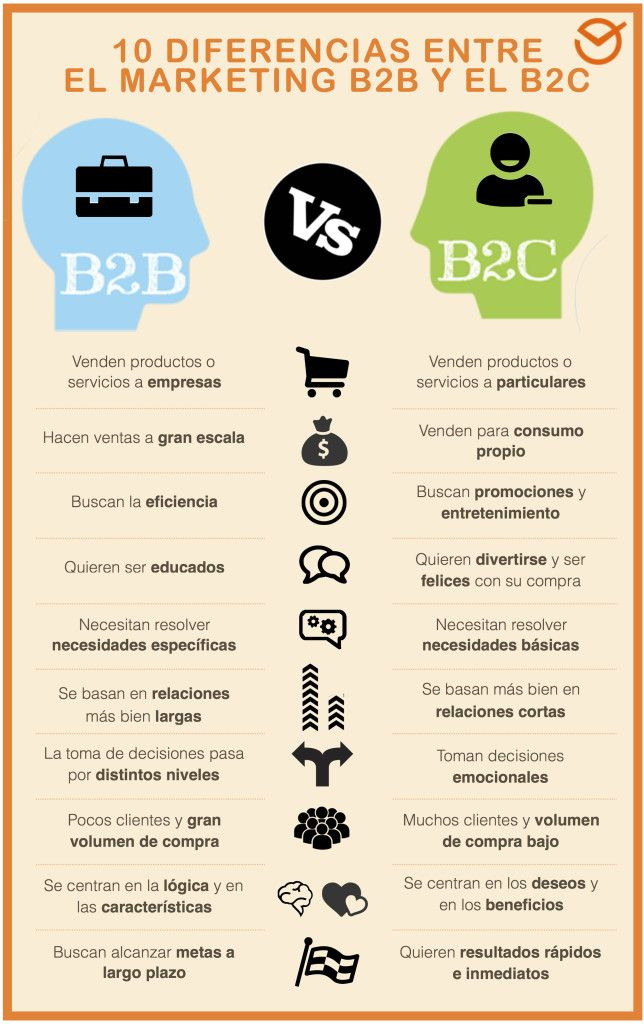 10 DIFERENCIAS ENTRE
EL MARKETING B2B Y EL B2C
B2B
Vs
B2C
Venden productos o
servicios a empresas
Venden productos o
servicios a particulares
Hacen ventas a gran escala
$
Venden para consumo
propio
Buscan la eficiencia
Buscan promociones y
entretenimiento
Quieren ser educados
Quieren divertirse y ser
felices con su compra
Necesitan resolver
necesidades específicas
Necesitan resolver
necesidades básicas
Se basan en relaciones
más bien largas
Se basan más bien en
relaciones cortas
La toma de decisiones pasa
por distintos niveles
Toman decisiones
emocionales
Pocos clientes y gran
volumen de compra
Muchos clientes y volumen
de compra bajo
Se centran en la lógica y en
las características
Se centran en los deseos y
en los beneficios
Buscan alcanzar metas a
largo plazo
Quieren resultados rápidos
e inmediatos